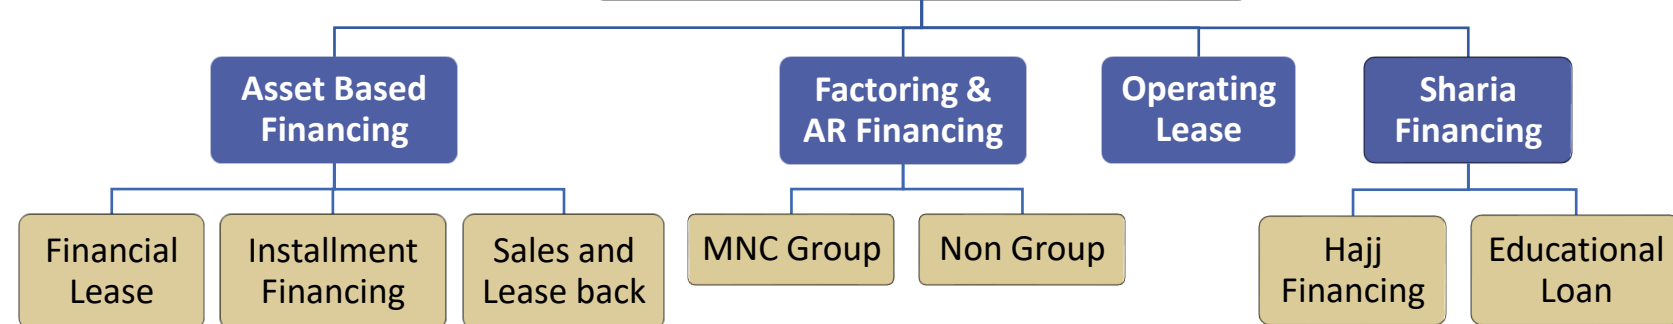 Asset Based
Financing
Factoring &
AR Financing
Operating
Lease
Sharia
Financing
Financial
Lease
Installment
Financing
Sales and
Lease back
MNC Group
Non Group
Hajj
Financing
Educational
Loan